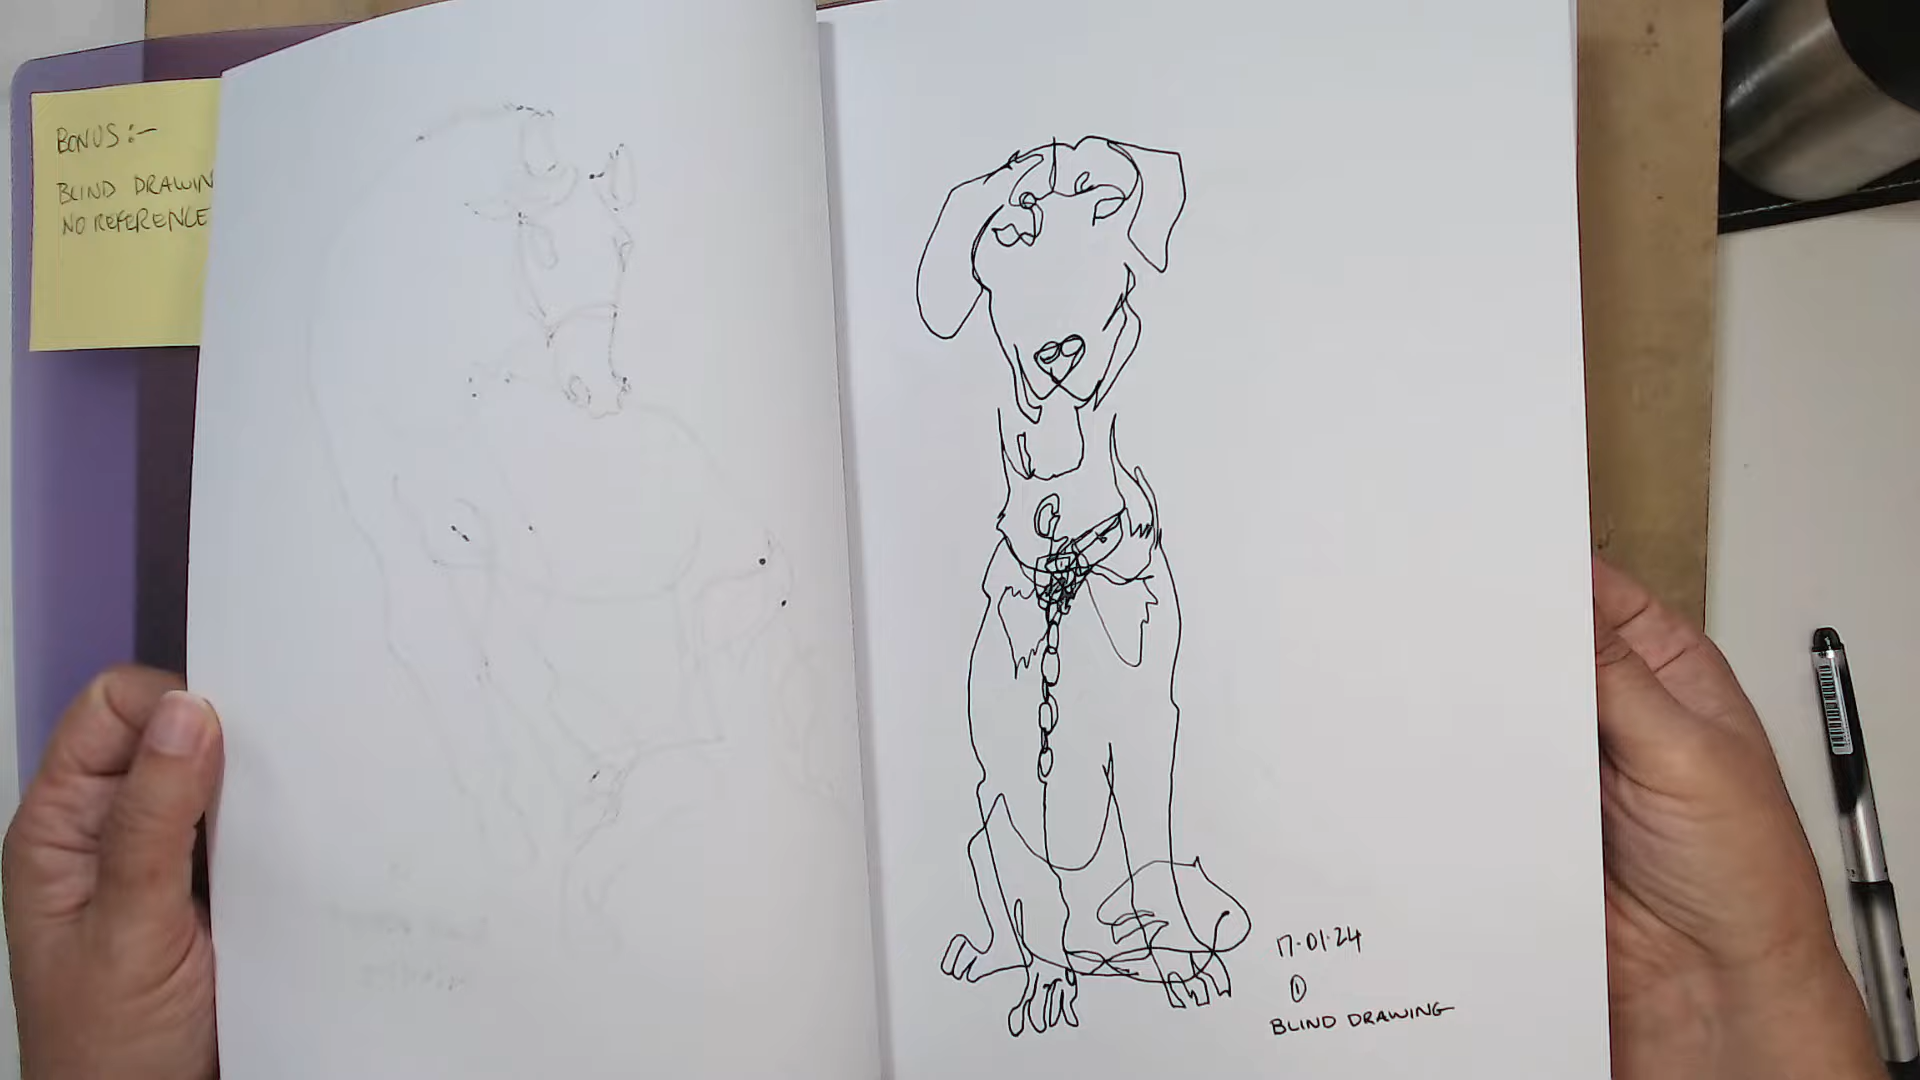 BONUS:-
BLIND DRAWIN
NO REFERENCE
17.01.24
①
BLIND DRAWING